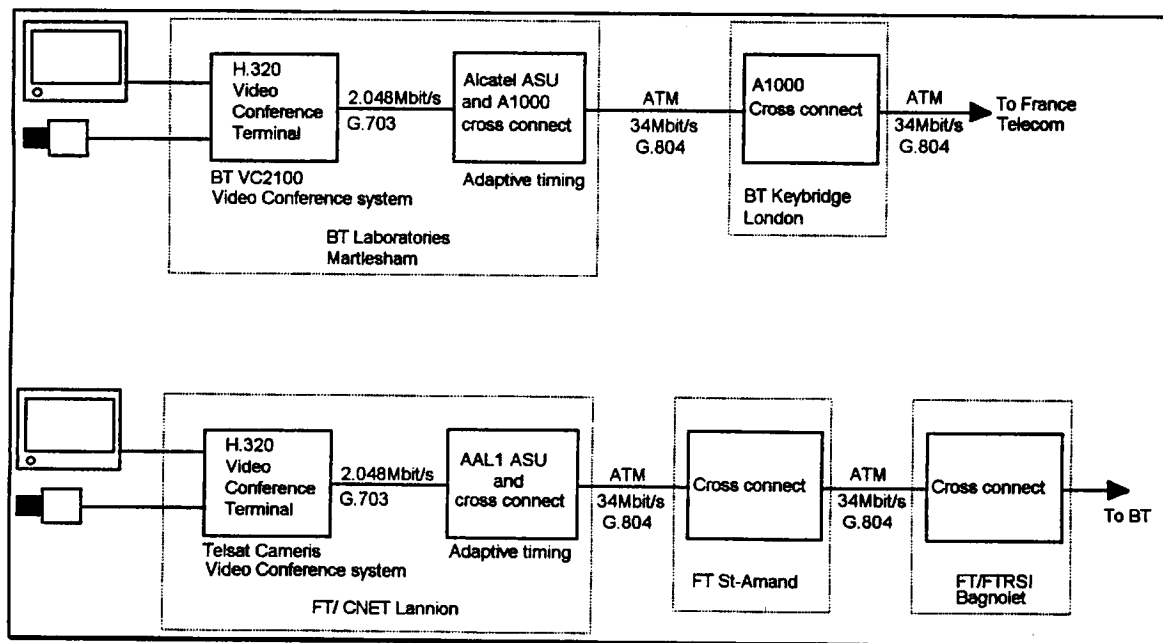 H.320
Video
Conference
Terminal
2.048Mbit/s
G.703
Alcatel ASU
and A1000
cross connect
ATM
34Mbit/s
G.804
A1000
Cross connect
ATM
34Mbit/s
G.804
To France
Telecom
BT VC2100
Video Conference system
Adaptive timing
BT Keybridge
London
BT Laboratories
Martlesham
H.320
Video
Conference
Terminal
2.048Mbit/s
G.703
AAL1 ASU
and
cross connect
ATM
34Mbit/s
G.804
Cross connect
ATM
34Mbit/s
G.804
Cross connect
To BT
Telsat Cameris
Video Conference system
Adaptive timing
FT St-Amand
FT/FTRSI
Bagnolet
FT/ CNET Lannion